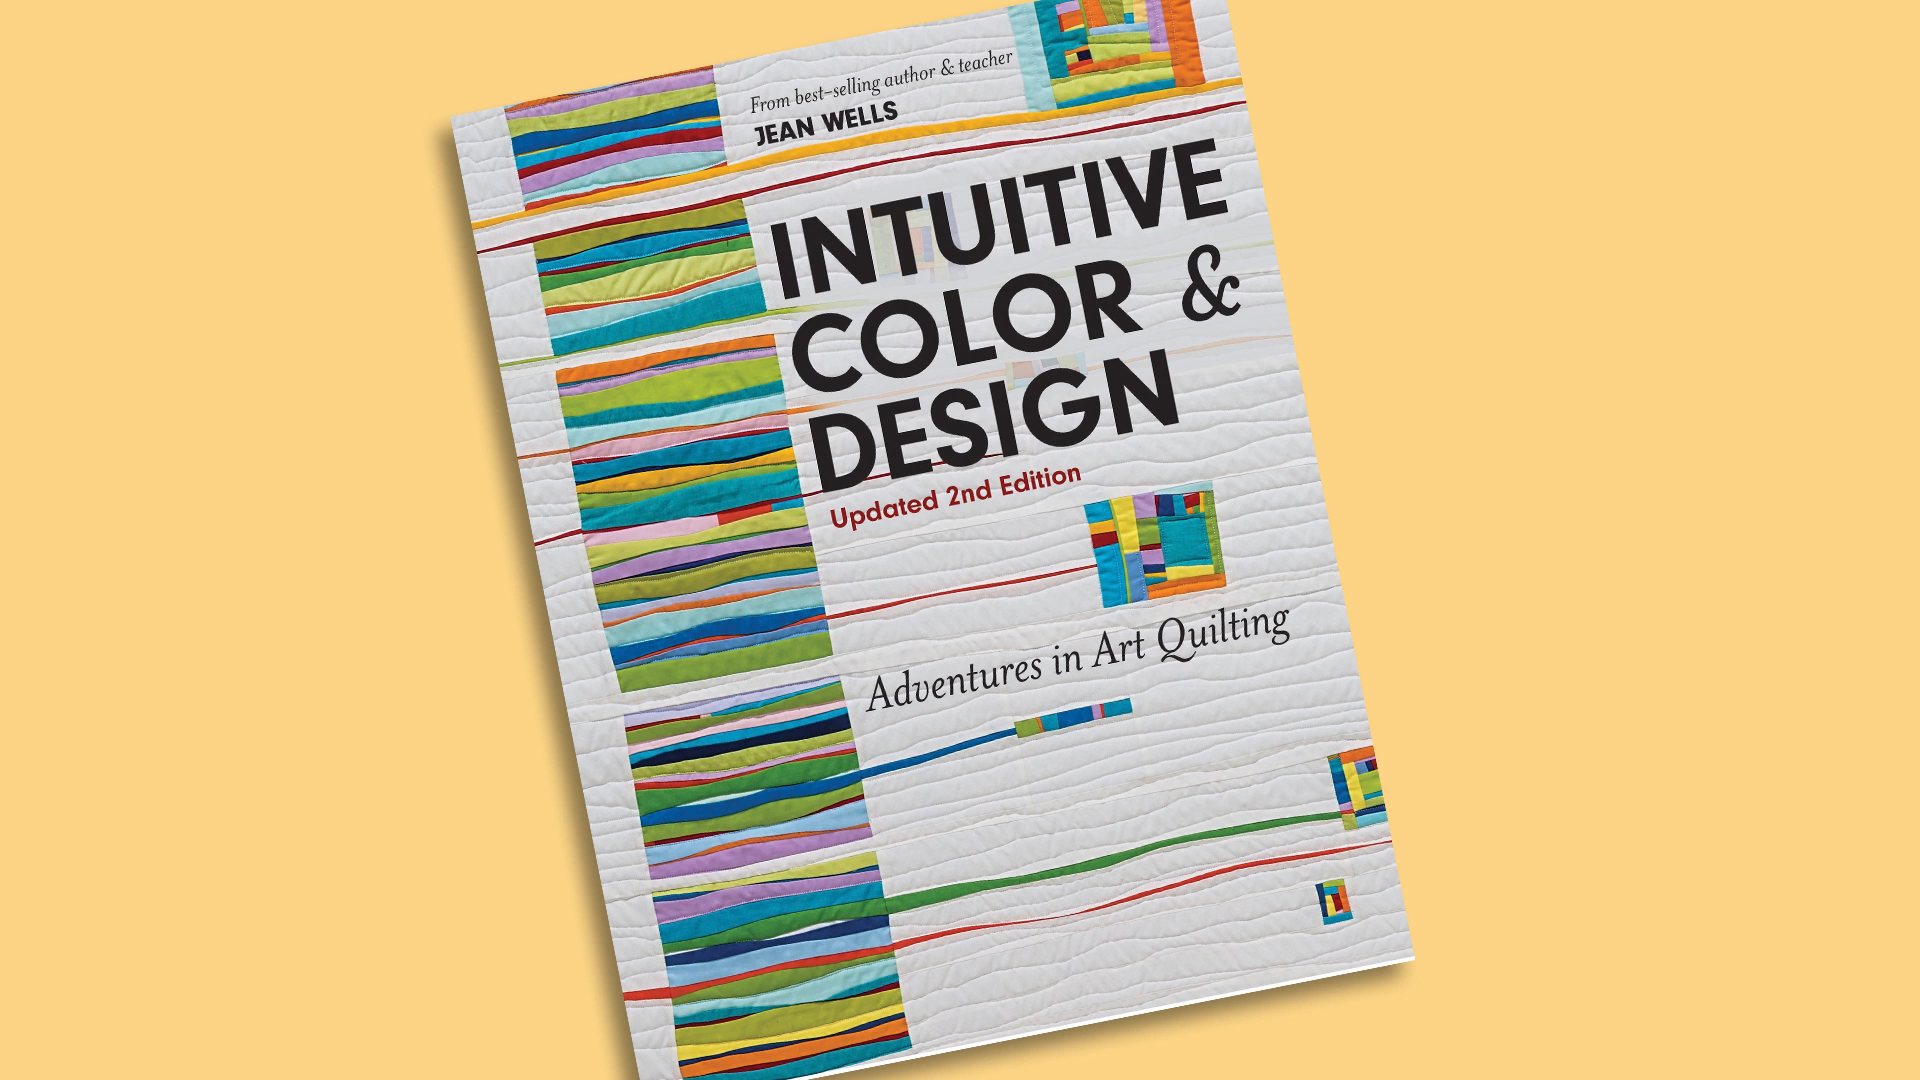 From best-selling author & teacher
JEAN WELLS
INTUITIVE
COLOR &
DESIGN
Updated 2nd Edition
Adventures in Art Quilting